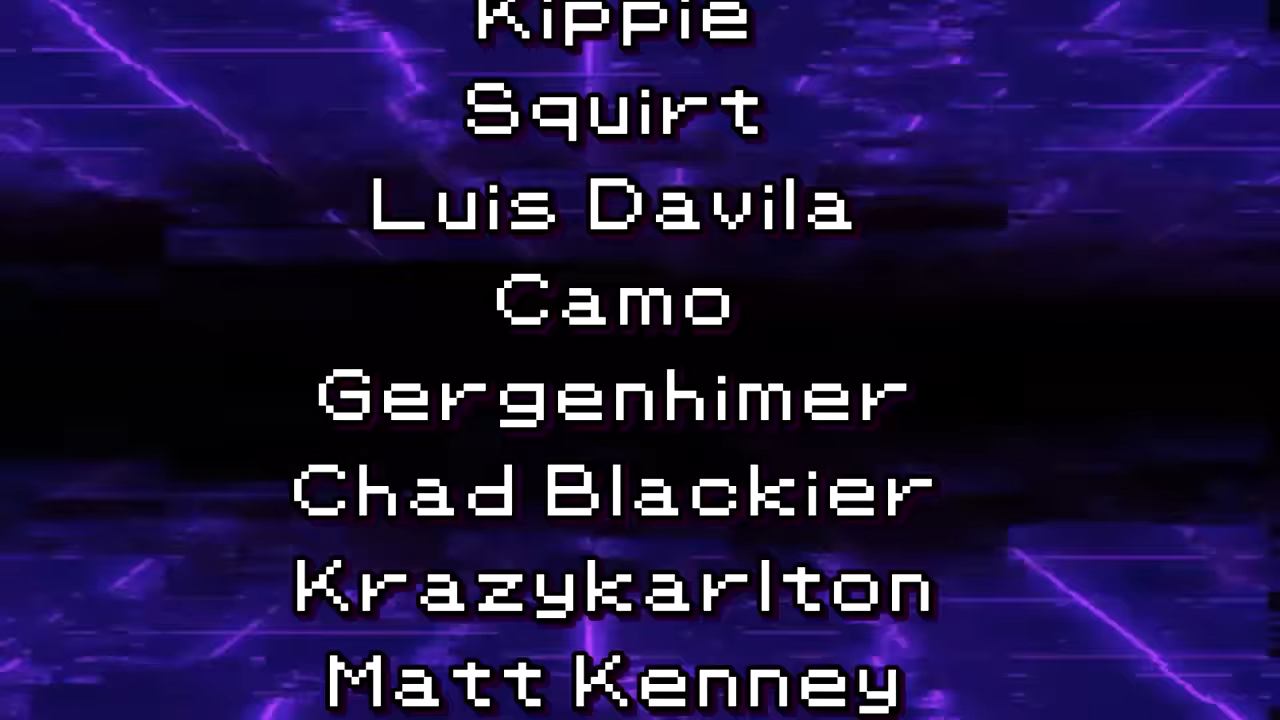 Kippie
Squirt
Luis Davila
Camo
Gergenhimer
Chad Blackier
Krazykarlton
Matt Kenney